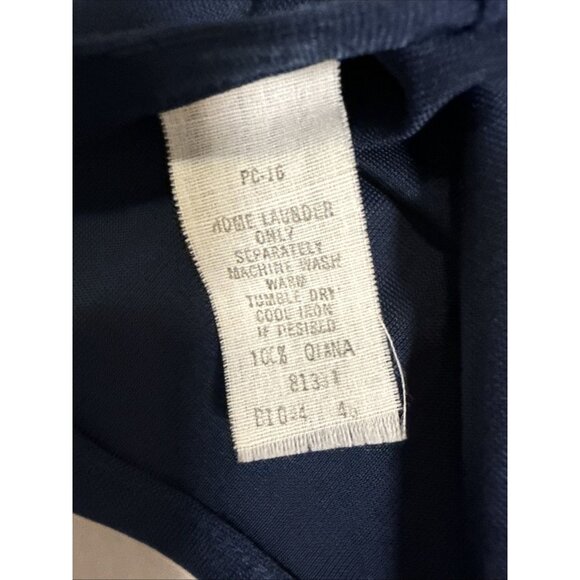 PC-16
HOME LAUNDER
ONLY
SEPARATELY
MACHINE WASH
WARM
TUMBLE DRY
COOL IRON
IF DESIRED
100% QIANA